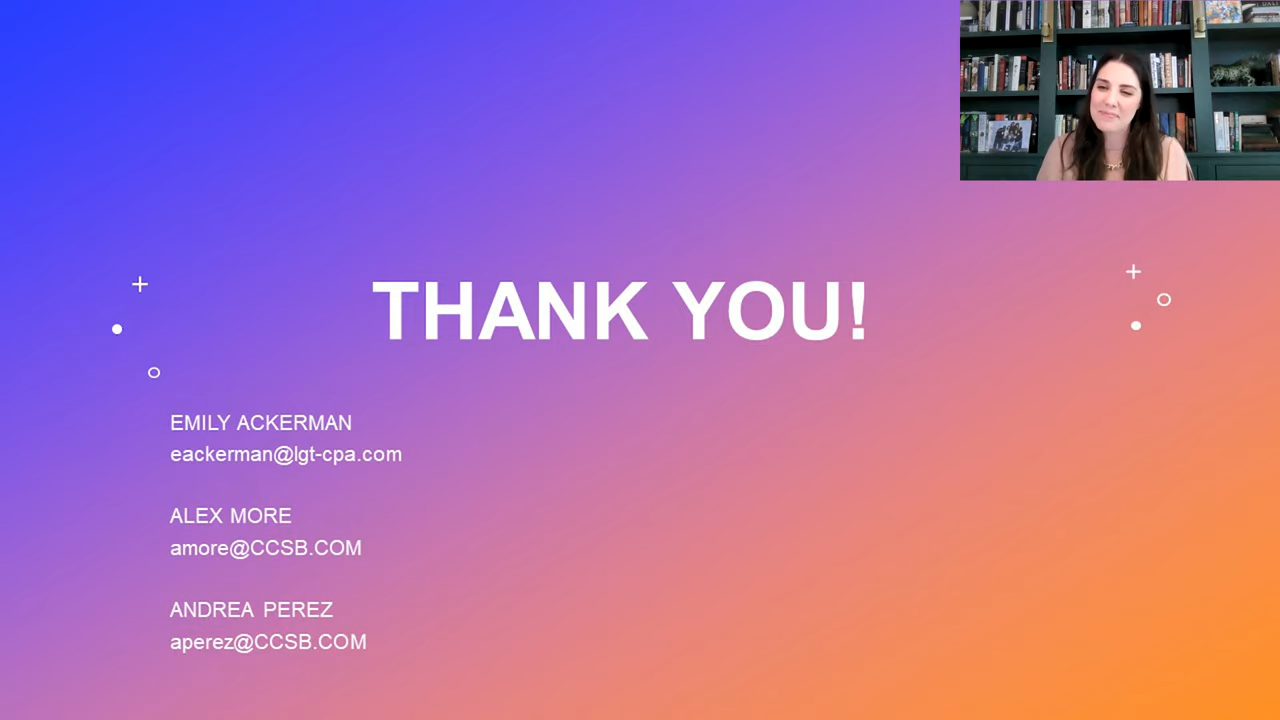 THANK YOU!
EMILY ACKERMAN
eackerman@lgt-cpa.com
ALEX MORE
amore@CCSB.COM
ANDREA PEREZ
aperez@CCSB.COM